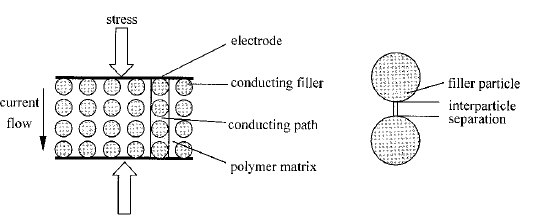 stress
electrode
conducting filler
current
flow
conducting path
polymer matrix
filler particle
interparticle
separation